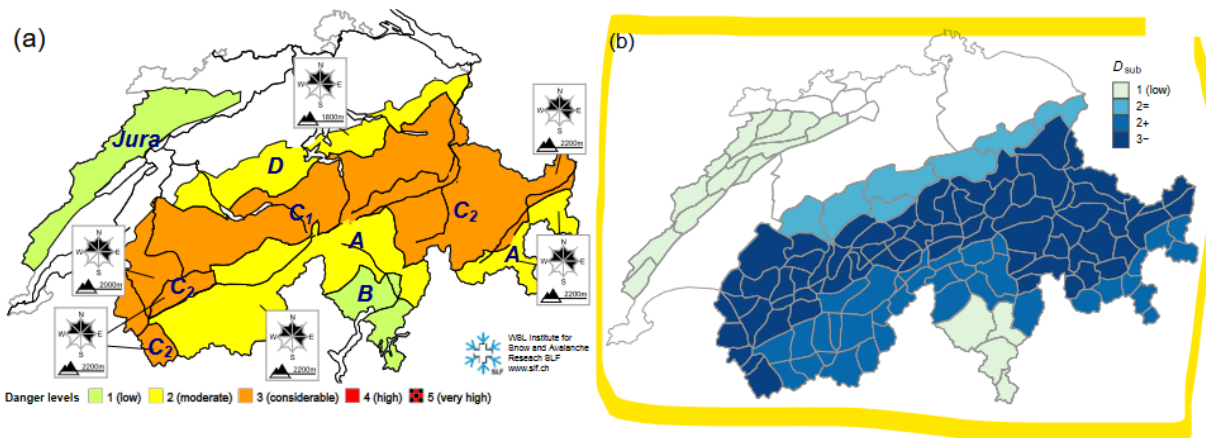 (a)
N
W E
S
1800m
N
W E
S
2200m
Jura
D
C1
C2
A
A
B
N
W E
S
2000m
C2
N
W E
S
2200m
C2
N
W E
S
2200m
N
W E
S
2200m
SLF
WBL Institute for
Snow and Avalanche
Reseach SLF
www.slf.ch
Danger levels 1 (low) 2 (moderate) 3 (considerable) 4 (high) 5 (very high)
(b)
Dsub
1 (low)
2=
2+
3−